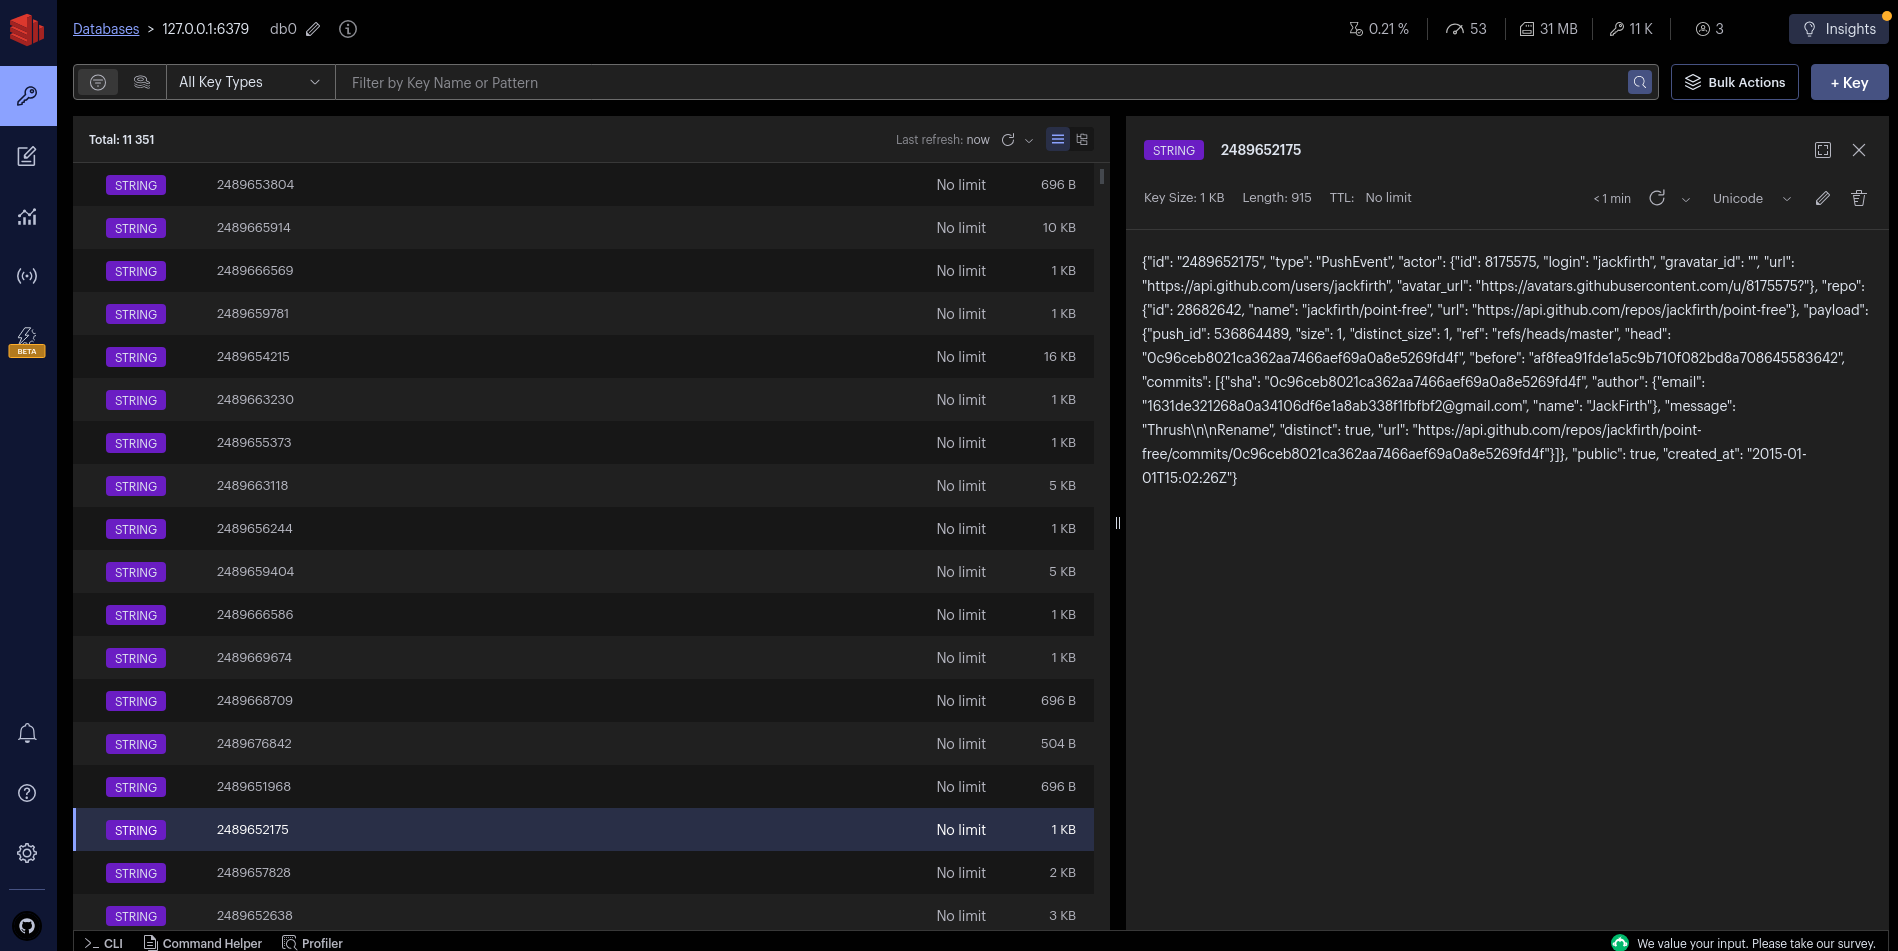 Databases > 127.0.0.1:6379 db0 0.21 % 53 31 MB 11 K 3 Insights
All Key Types Filter by Key Name or Pattern Bulk Actions + Key
BETA
Total: 11 351 Last refresh: now
STRING 2489653804 No limit 696 B
STRING 2489665914 No limit 10 KB
STRING 2489666569 No limit 1 KB
STRING 2489659781 No limit 1 KB
STRING 2489654215 No limit 16 KB
STRING 2489663230 No limit 1 KB
STRING 2489655373 No limit 1 KB
STRING 2489663118 No limit 5 KB
STRING 2489656244 No limit 1 KB
STRING 2489659404 No limit 5 KB
STRING 2489666586 No limit 1 KB
STRING 2489669674 No limit 1 KB
STRING 2489668709 No limit 696 B
STRING 2489676842 No limit 504 B
STRING 2489651968 No limit 696 B
STRING 2489652175 No limit 1 KB
STRING 2489657828 No limit 2 KB
STRING 2489652638 No limit 3 KB
STRING 2489652175
Key Size: 1 KB Length: 915 TTL: No limit < 1 min Unicode
{"id": "2489652175", "type": "PushEvent", "actor": {"id": 8175575, "login": "jackfirth", "gravatar_id": "", "url":
"https://api.github.com/users/jackfirth", "avatar_url": "https://avatars.githubusercontent.com/u/8175575?"}, "repo":
{"id": 28682642, "name": "jackfirth/point-free", "url": "https://api.github.com/repos/jackfirth/point-free"}, "payload":
{"push_id": 536864489, "size": 1, "distinct_size": 1, "ref": "refs/heads/master", "head":
"0c96ceb8021ca362aa7466aef69a0a8e5269fd4f", "before": "af8fea91fde1a5c9b710f082bd8a708645583642",
"commits": [{"sha": "0c96ceb8021ca362aa7466aef69a0a8e5269fd4f", "author": {"email":
"1631de321268a0a34106df6e1a8ab338f1fbfbf2@gmail.com", "name": "JackFirth"}, "message":
"Thrush\n\nRename", "distinct": true, "url": "https://api.github.com/repos/jackfirth/point-
free/commits/0c96ceb8021ca362aa7466aef69a0a8e5269fd4f"}]}, "public": true, "created_at": "2015-01-
01T15:02:26Z"}
>_ CLI Command Helper Profiler We value your input. Please take our survey.